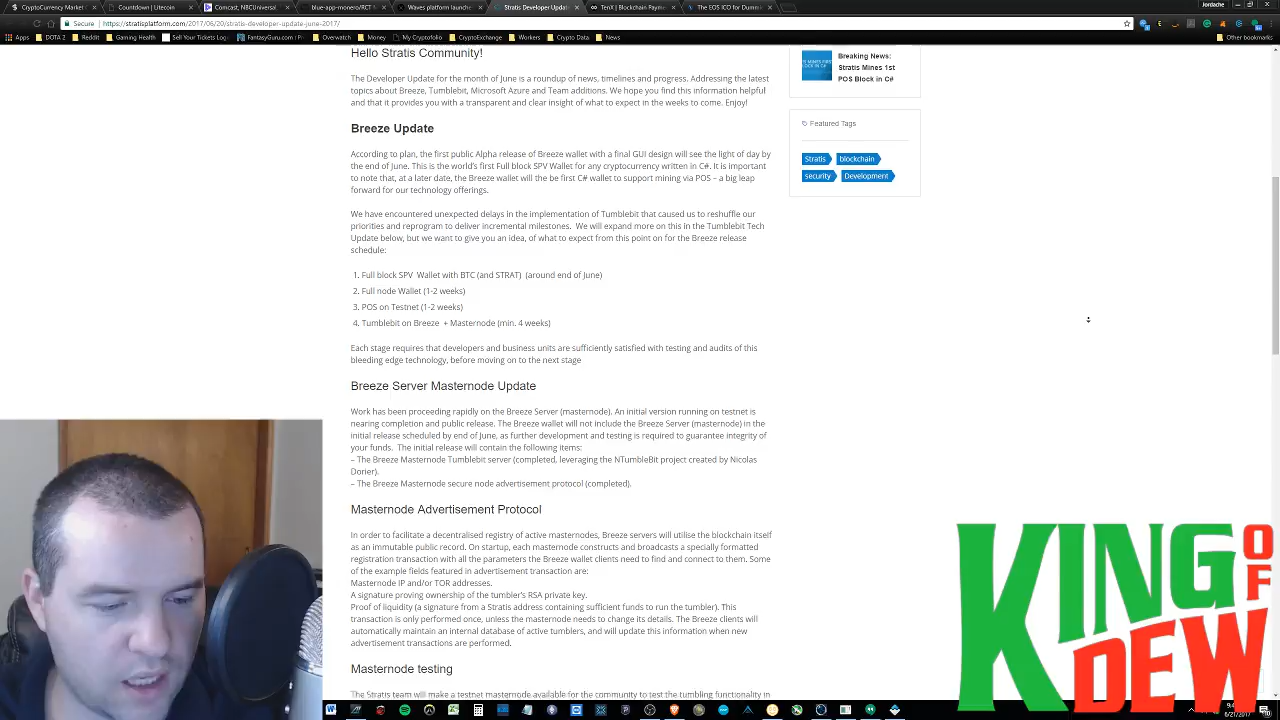 CryptoCurrency Market
Countdown | Litecoin
Comcast, NBCUniversal
blue-app-monero/RCT
Waves platform launche
Stratis Developer Update
TenX | Blockchain Payme
The EOS ICO for Dummi
Jordache
Secure
https://stratisplatform.com/2017/06/20/stratis-developer-update-june-2017/
Apps
DOTA 2
Reddit
Gaming Health
Sell Your Tickets
FantasyGuru.com
Overwatch
Money
My Cryptofolio
CryptoExchange
Workers
Crypto Data
News
Other bookmarks
Hello Stratis Community!
The Developer Update for the month of June is a roundup of news, timelines and progress. Addressing the latest
topics about Breeze, Tumblebit, Microsoft Azure and Team additions. We hope you find this information helpful
and that it provides you with a transparent and clear insight of what to expect in the weeks to come. Enjoy!
Breeze Update
According to plan, the first public Alpha release of Breeze wallet with a final GUI design will see the light of day by
the end of June. This is the world's first Full block SPV Wallet for any cryptocurrency written in C#. It is important
to note that, at a later date, the Breeze wallet will the be first C# wallet to support mining via POS – a big leap
forward for our technology offerings.
We have encountered unexpected delays in the implementation of Tumblebit that caused us to reshuffle our
priorities and reprogram to deliver incremental milestones. We will expand more on this in the Tumblebit Tech
Update below, but we want to give you an idea, of what to expect from this point on for the Breeze release
schedule:
1. Full block SPV Wallet with BTC (and STRAT) (around end of June)
2. Full node Wallet (1-2 weeks)
3. POS on Testnet (1-2 weeks)
4. Tumblebit on Breeze + Masternode (min. 4 weeks)
Each stage requires that developers and business units are sufficiently satisfied with testing and audits of this
bleeding edge technology, before moving on to the next stage
Breeze Server Masternode Update
Work has been proceeding rapidly on the Breeze Server (masternode). An initial version running on testnet is
nearing completion and public release. The Breeze wallet will not include the Breeze Server (masternode) in the
initial release scheduled by end of June, as further development and testing is required to guarantee integrity of
your funds. The initial release will contain the following items:
– The Breeze Masternode Tumblebit server (completed, leveraging the NTumbleBit project created by Nicolas
Dorier).
– The Breeze Masternode secure node advertisement protocol (completed).
Masternode Advertisement Protocol
In order to facilitate a decentralised registry of active masternodes, Breeze servers will utilise the blockchain itself
as an immutable public record. On startup, each masternode constructs and broadcasts a specially formatted
registration transaction with all the parameters the Breeze wallet clients need to find and connect to them. Some
of the example fields featured in advertisement transaction are:
Masternode IP and/or TOR addresses.
A signature proving ownership of the tumbler's RSA private key.
Proof of liquidity (a signature from a Stratis address containing sufficient funds to run the tumbler). This
transaction is only performed once, unless the masternode needs to change its details. The Breeze clients will
automatically maintain an internal database of active tumblers, and will update this information when new
advertisement transactions are performed.
Masternode testing
The Stratis team will make a testnet masternode available for the community to test the tumbling functionality in
Breaking News:
Stratis Mines 1st
POS Block in C#
Featured Tags
Stratis
blockchain
security
Development
KING
OF
DEW
6/21/2017